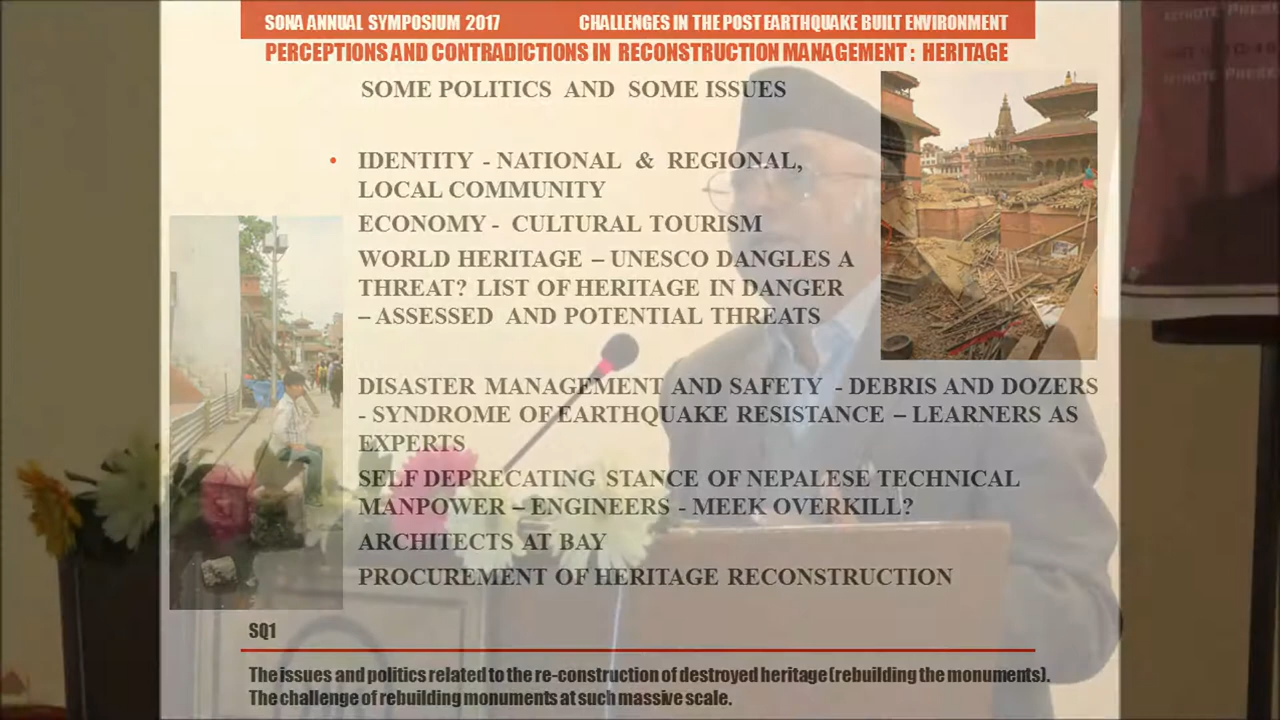 SONA ANNUAL SYMPOSIUM 2017 CHALLENGES IN THE POST EARTHQUAKE BUILT ENVIRONMENT
PERCEPTIONS AND CONTRADICTIONS IN RECONSTRUCTION MANAGEMENT : HERITAGE
SOME POLITICS AND SOME ISSUES
• IDENTITY - NATIONAL & REGIONAL,
LOCAL COMMUNITY
ECONOMY - CULTURAL TOURISM
WORLD HERITAGE – UNESCO DANGLES A
THREAT? LIST OF HERITAGE IN DANGER
– ASSESSED AND POTENTIAL THREATS
DISASTER MANAGEMENT AND SAFETY - DEBRIS AND DOZERS
- SYNDROME OF EARTHQUAKE RESISTANCE – LEARNERS AS
EXPERTS
SELF DEPRECATING STANCE OF NEPALESE TECHNICAL
MANPOWER – ENGINEERS - MEEK OVERKILL?
ARCHITECTS AT BAY
PROCUREMENT OF HERITAGE RECONSTRUCTION
SQ1
The issues and politics related to the re-construction of destroyed heritage (rebuilding the monuments).
The challenge of rebuilding monuments at such massive scale.